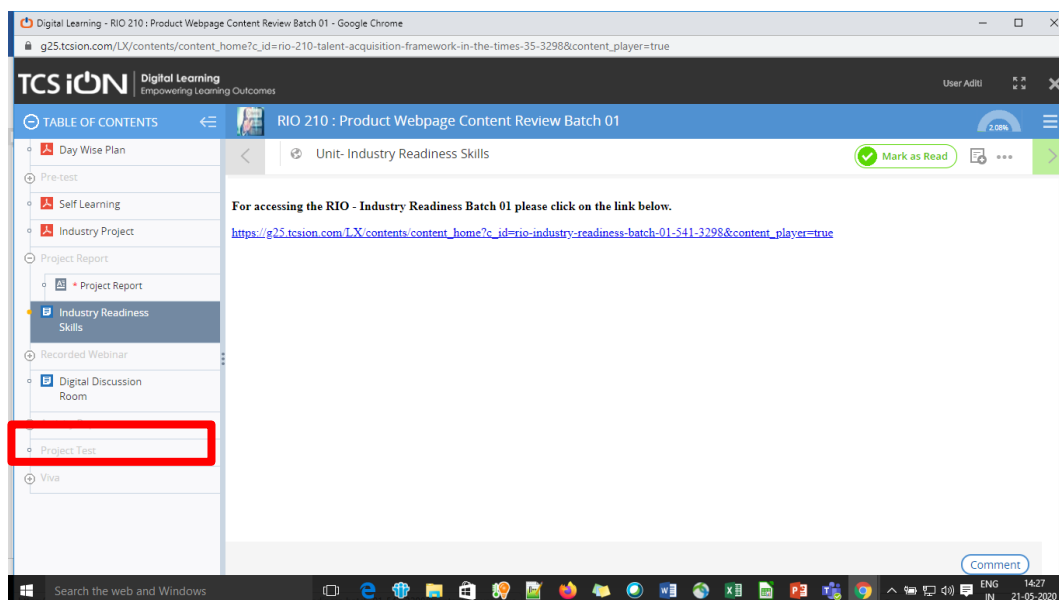 Digital Learning - RIO 210 : Product Webpage Content Review Batch 01 - Google Chrome
g25.tcsion.com/LX/contents/content_home?c_id=rio-210-talent-acquisition-framework-in-the-times-35-3298&content_player=true
TCS iON Digital Learning
Empowering Learning Outcomes
User Aditi
TABLE OF CONTENTS
RIO 210 : Product Webpage Content Review Batch 01
2.08%
Day Wise Plan
Pre-test
Self Learning
Industry Project
Project Report
* Project Report
Industry Readiness
Skills
Recorded Webinar
Digital Discussion
Room
Project Test
Viva
Unit- Industry Readiness Skills
Mark as Read
For accessing the RIO - Industry Readiness Batch 01 please click on the link below.
https://g25.tcsion.com/LX/contents/content_home?c_id=rio-industry-readiness-batch-01-541-3298&content_player=true
Comment
Search the web and Windows
ENG
IN
14:27
21-05-2020